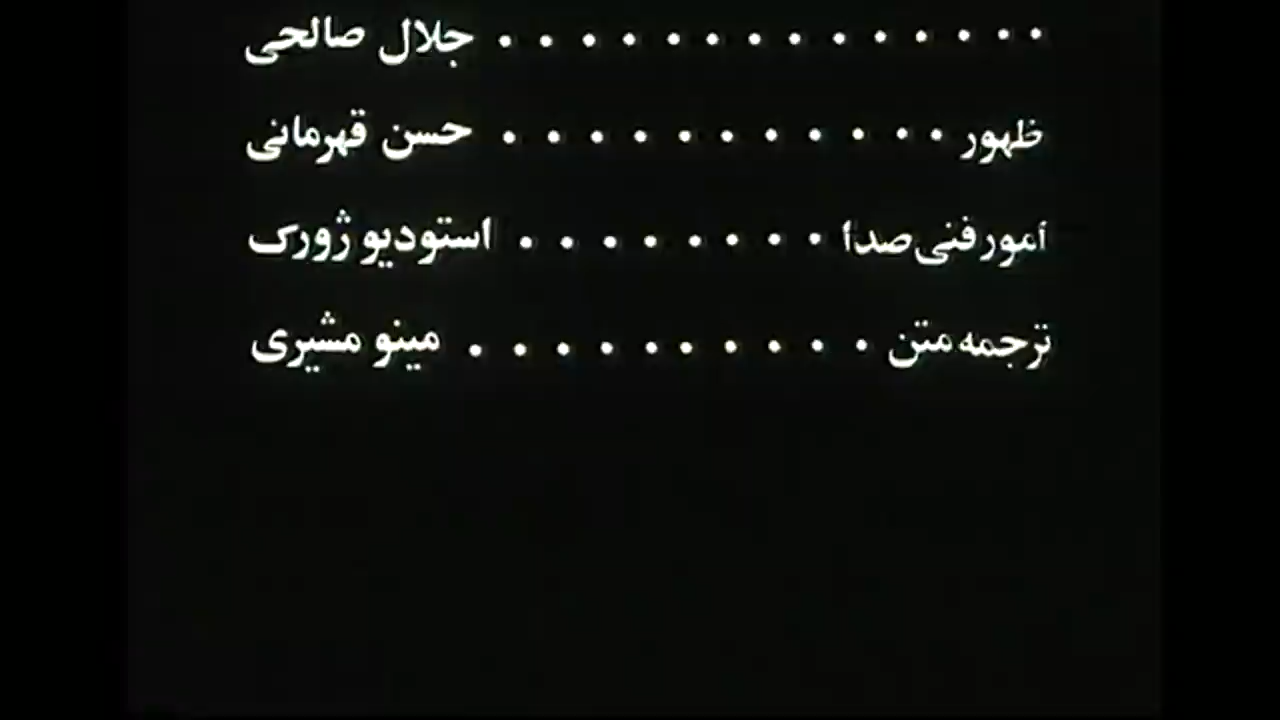 . . . . . . . . . . . . . . جلال صالحی
ظهور . . . . . . . . . . . حسن قهرمانی
امور فنی صدا . . . . . . . . استودیو ژورک
ترجمه متن . . . . . . . . . . مینو مشیری